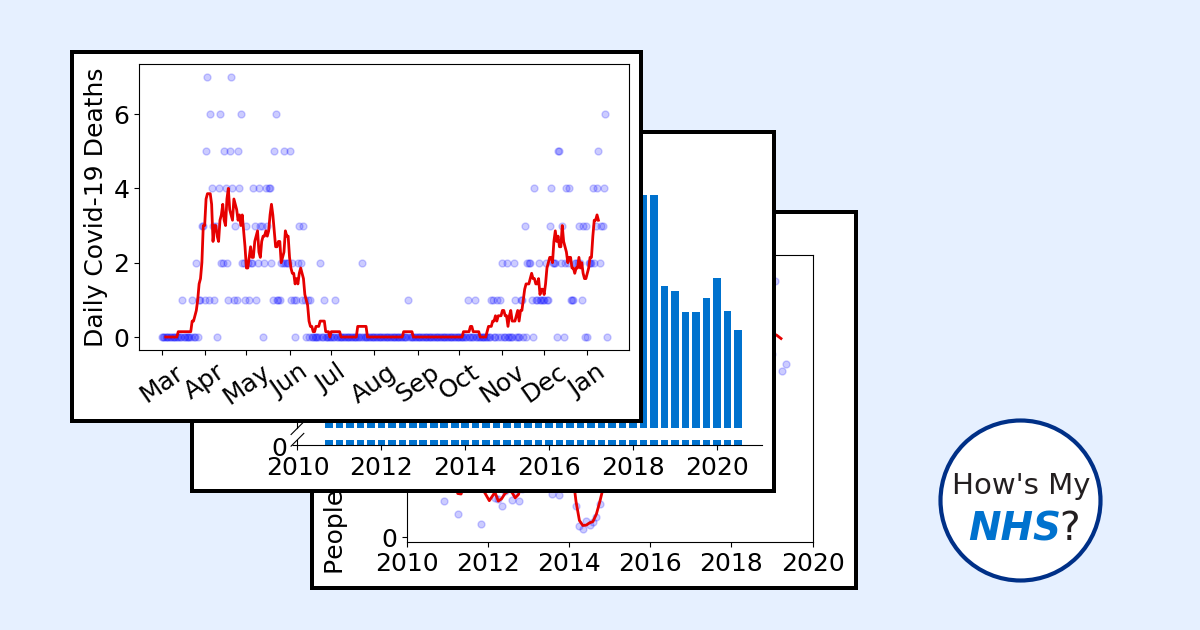 Daily Covid-19 Deaths
6
4
2
0
Mar Apr May Jun Jul Aug Sep Oct Nov Dec Jan
0
2010 2012 2014 2016 2018 2020
People
0
2010 2012 2014 2016 2018 2020
How's My
NHS?